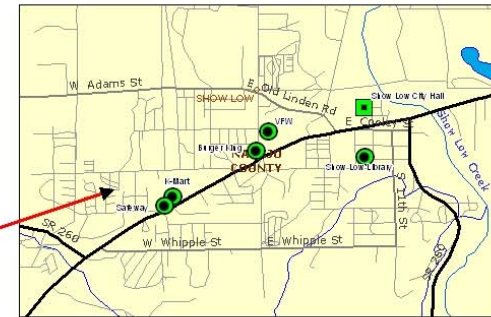 W Adams St
SHOW LOW
E Old Linden Rd
Show Low City Hall
VFW
E Cooley St
Burger King
NAVAJO
COUNTY
Show Low Creek
Show-Low-Library
K-Mart
Safeway
S 11th St
SR 260
W Whipple St
E Whipple St
SR 260